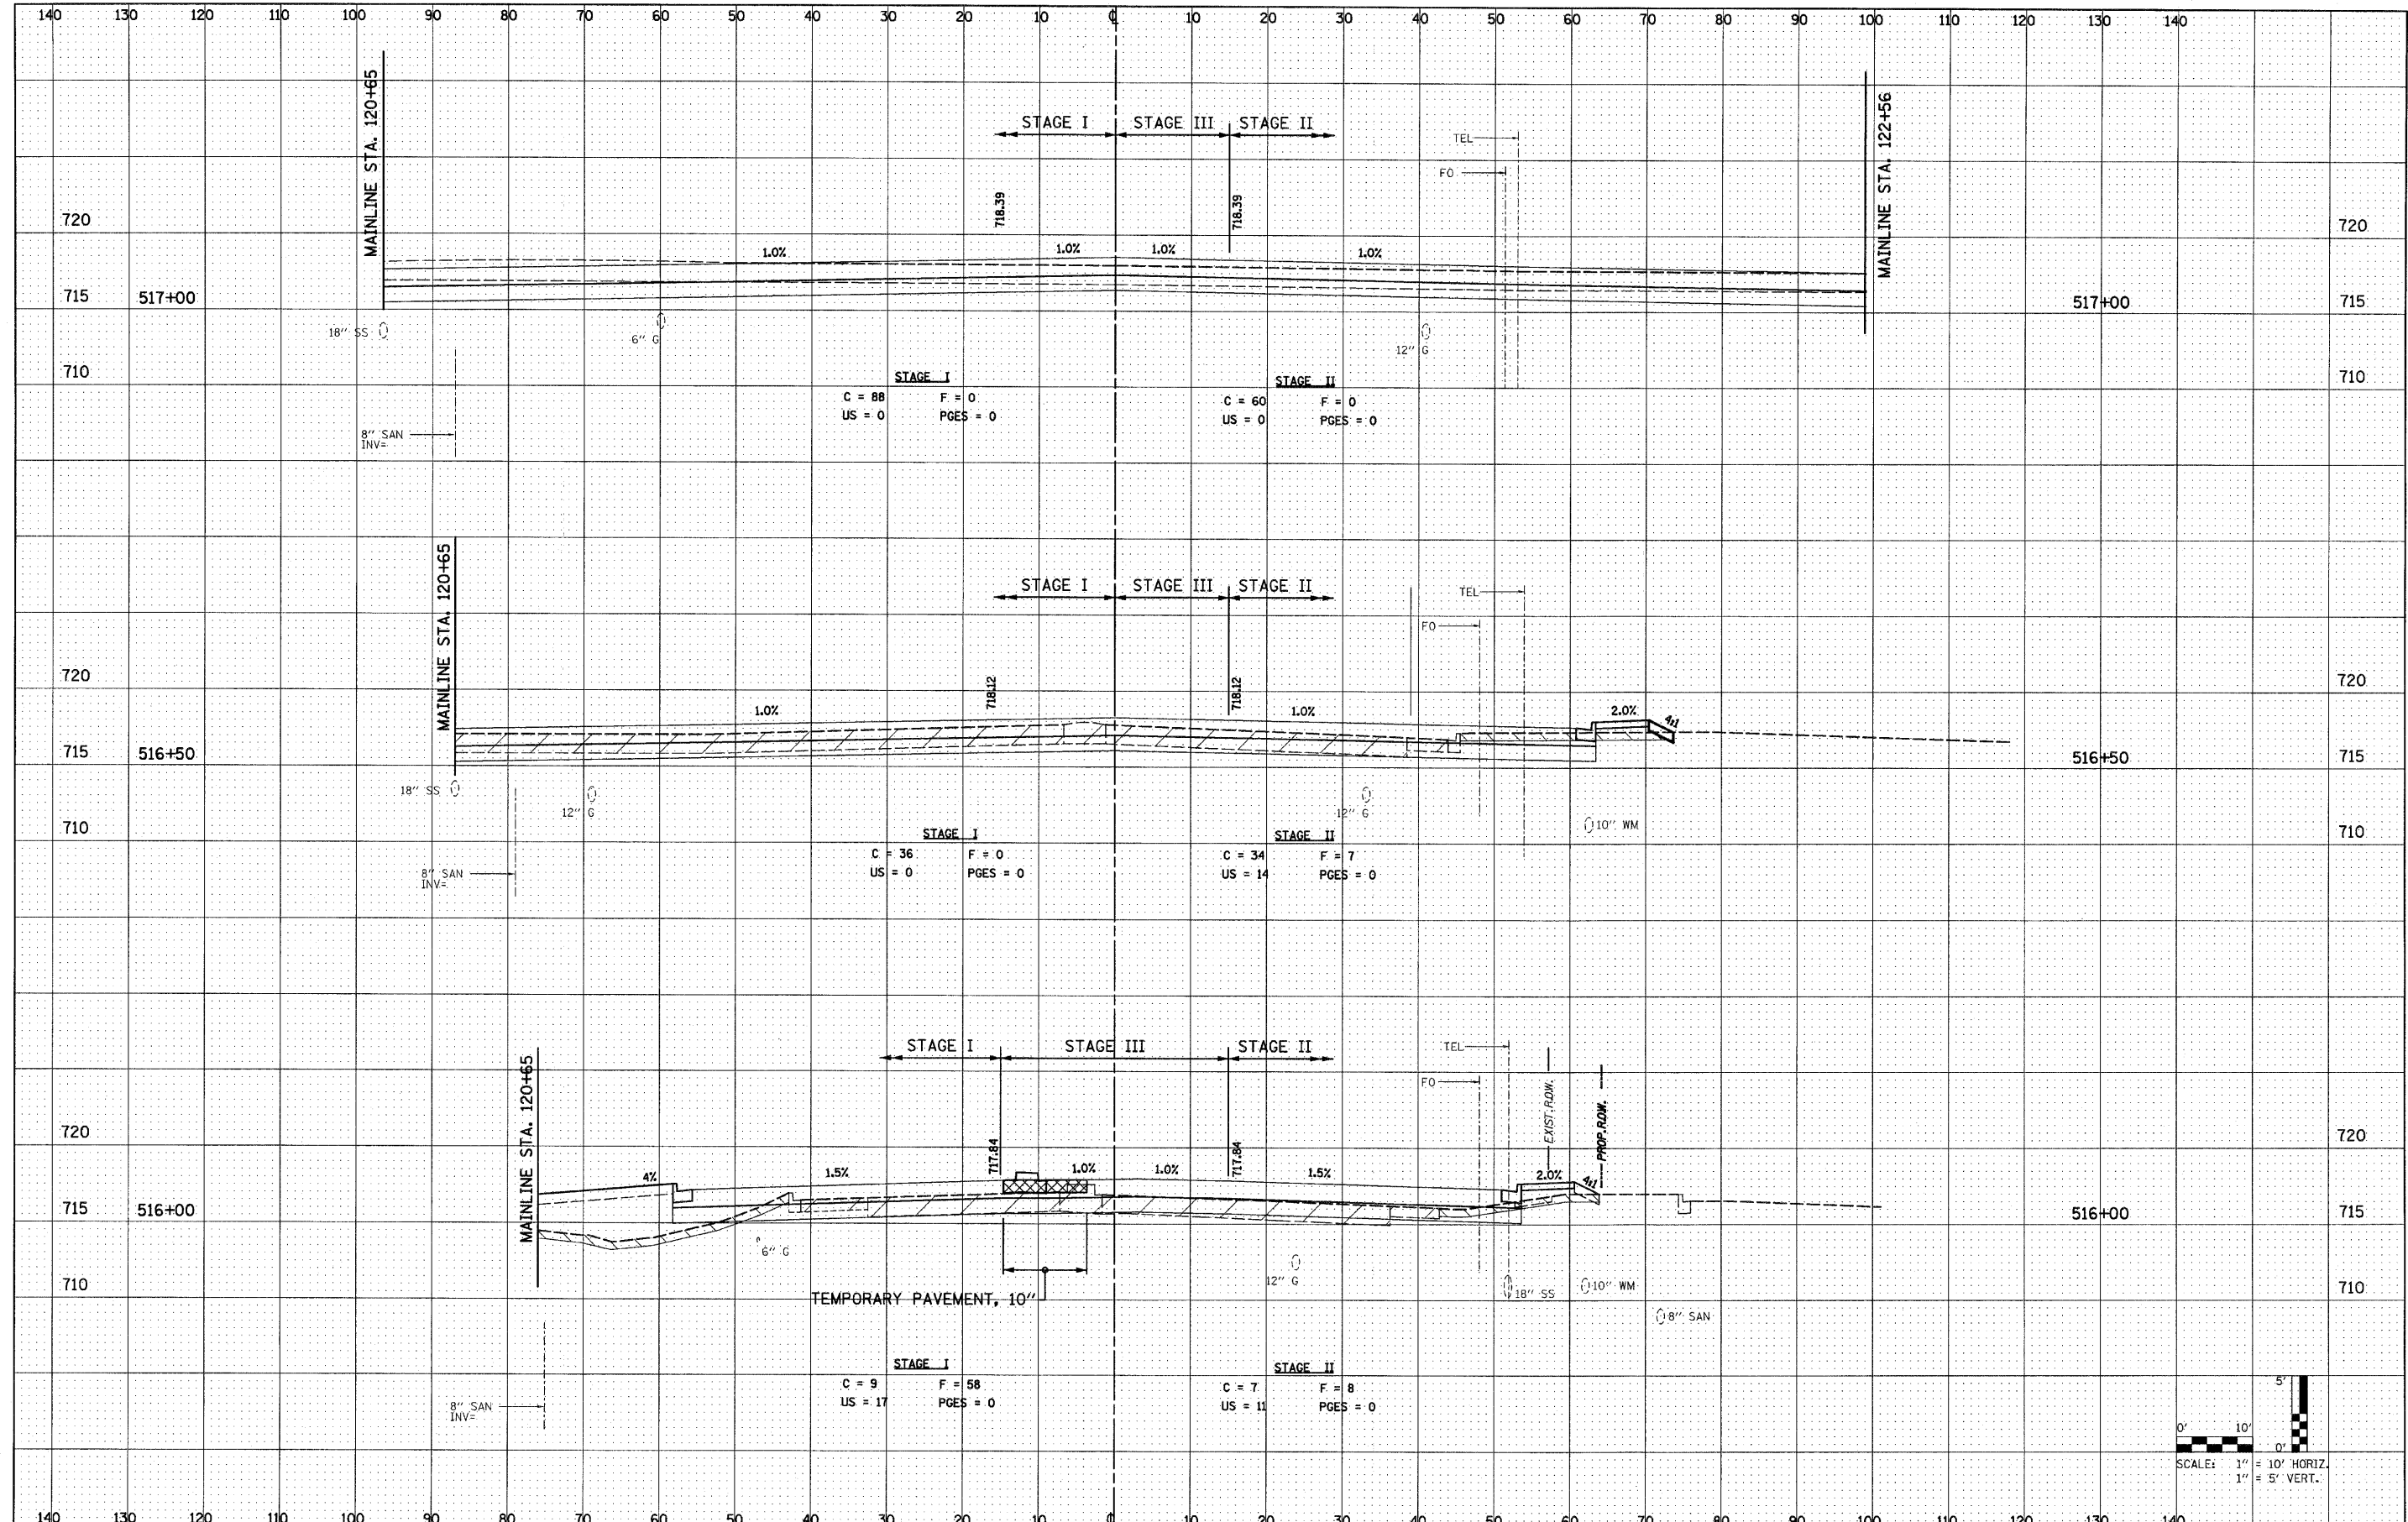 140 130 120 100 90 80 70 60 50 40 30 20 10 ℄ 10 20 30 40 50 60 70 80 90 100 110 120 130 140
MAINLINE STA. 120+65
MAINLINE STA. 122+56
STAGE I STAGE III STAGE II
TEL
FO
718.39 718.39
720 720
1.0% 1.0% 1.0% 1.0%
715 517+00 517+00 715
18" SS
6" G
12" G
710 710
STAGE I
C = 88 F = 0
US = 0 PGES = 0
STAGE II
C = 60 F = 0
US = 0 PGES = 0
8" SAN
INV=
MAINLINE STA. 120+65
STAGE I STAGE III STAGE II
TEL
FO
718.12 718.12
720 720
1.0% 1.0% 2.0% 4:1
715 516+50 516+50 715
18" SS
12" G
12" G
10" WM
710 710
STAGE I
C = 36 F = 0
US = 0 PGES = 0
STAGE II
C = 34 F = 7
US = 14 PGES = 0
8" SAN
INV=
MAINLINE STA. 120+65
STAGE I STAGE III STAGE II
TEL
FO
EXIST. R.O.W.
PROP. R.O.W.
717.84 717.84
720 720
4% 1.5% 1.0% 1.0% 1.5% 2.0% 4:1
715 516+00 516+00 715
6" G
12" G
18" SS
10" WM
8" SAN
710 710
TEMPORARY PAVEMENT, 10"
STAGE I
C = 9 F = 58
US = 17 PGES = 0
STAGE II
C = 7 F = 8
US = 11 PGES = 0
8" SAN
INV=
5'
0' 10'
0'
SCALE: 1" = 10' HORIZ.
1" = 5' VERT.
140 130 120 100 90 80 70 60 50 40 30 20 10 ℄ 10 20 30 40 50 60 70 80 90 100 110 120 130 140